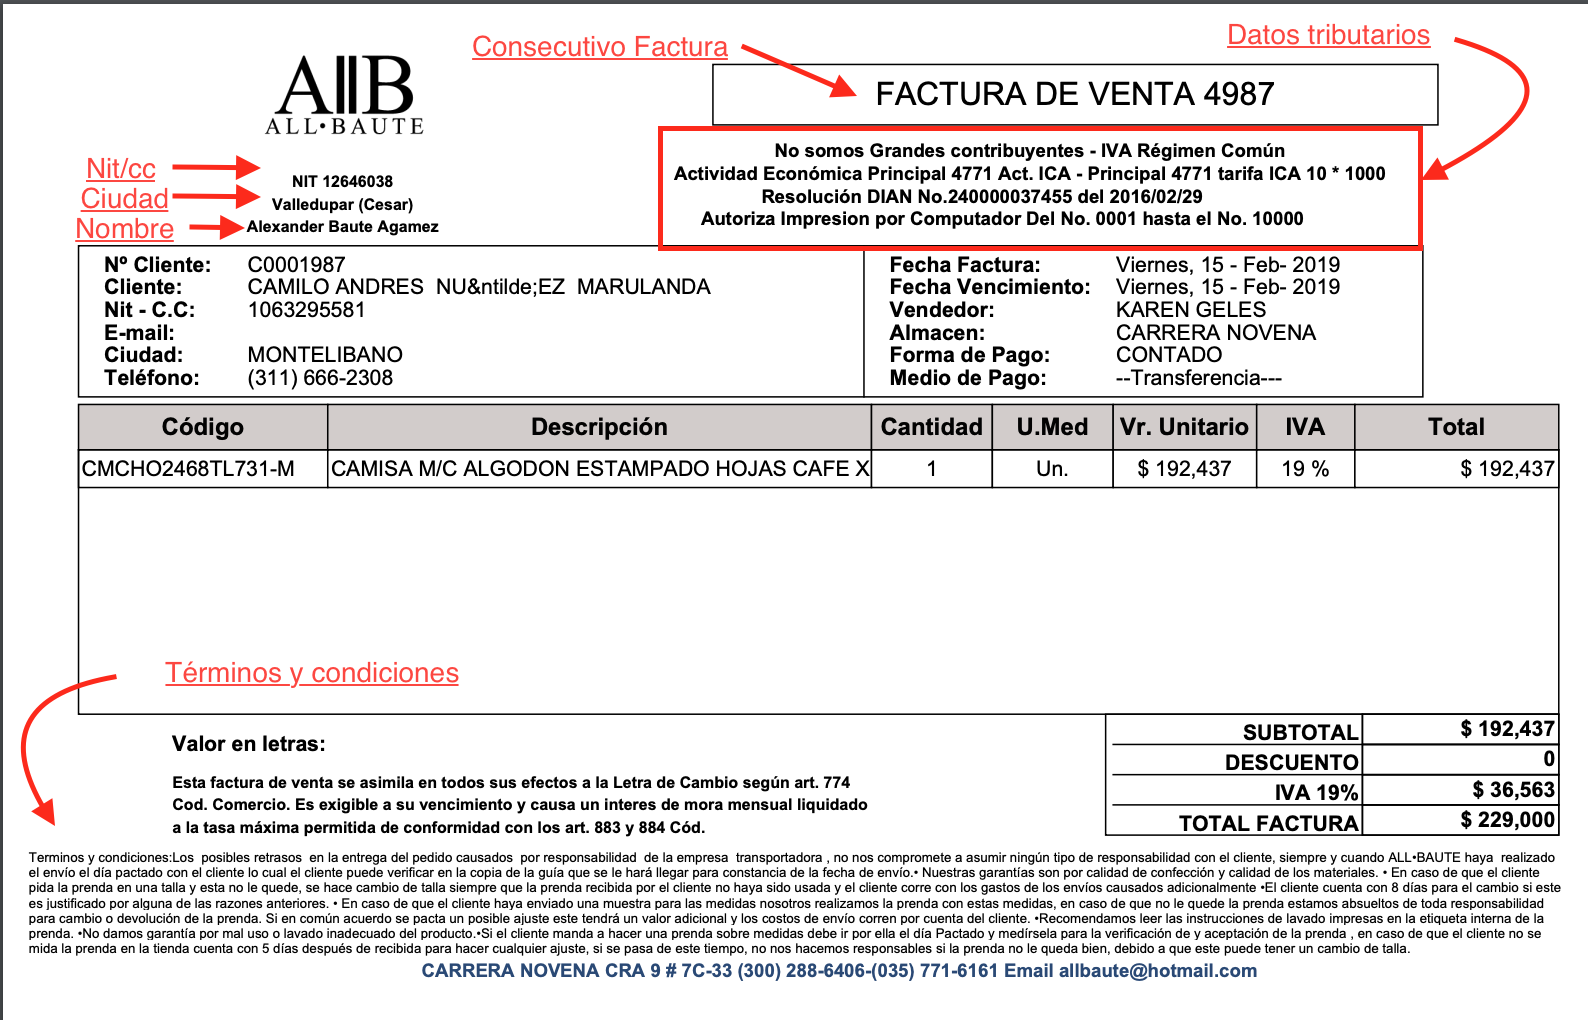 Consecutivo Factura
Datos tributarios
AllB
ALL•BAUTE
FACTURA DE VENTA 4987
Nit/cc
Ciudad
Nombre
NIT 12646038
Valledupar (Cesar)
Alexander Baute Agamez
No somos Grandes contribuyentes - IVA Régimen Común
Actividad Económica Principal 4771 Act. ICA - Principal 4771 tarifa ICA 10 * 1000
Resolución DIAN No.240000037455 del 2016/02/29
Autoriza Impresion por Computador Del No. 0001 hasta el No. 10000
Nº Cliente: C0001987
Cliente: CAMILO ANDRES NU&ntilde;EZ MARULANDA
Nit - C.C: 1063295581
E-mail:
Ciudad: MONTELIBANO
Teléfono: (311) 666-2308
Fecha Factura: Viernes, 15 - Feb- 2019
Fecha Vencimiento: Viernes, 15 - Feb- 2019
Vendedor: KAREN GELES
Almacen: CARRERA NOVENA
Forma de Pago: CONTADO
Medio de Pago: --Transferencia---
Código Descripción Cantidad U.Med Vr. Unitario IVA Total
CMCHO2468TL731-M CAMISA M/C ALGODON ESTAMPADO HOJAS CAFE X 1 Un. $ 192,437 19 % $ 192,437
Términos y condiciones
Valor en letras:
Esta factura de venta se asimila en todos sus efectos a la Letra de Cambio según art. 774
Cod. Comercio. Es exigible a su vencimiento y causa un interes de mora mensual liquidado
a la tasa máxima permitida de conformidad con los art. 883 y 884 Cód.
SUBTOTAL $ 192,437
DESCUENTO 0
IVA 19% $ 36,563
TOTAL FACTURA $ 229,000
Terminos y condiciones:Los posibles retrasos en la entrega del pedido causados por responsabilidad de la empresa transportadora , no nos compromete a asumir ningún tipo de responsabilidad con el cliente, siempre y cuando ALL•BAUTE haya realizado
el envío el día pactado con el cliente lo cual el cliente puede verificar en la copia de la guía que se le hará llegar para constancia de la fecha de envío.• Nuestras garantías son por calidad de confección y calidad de los materiales. • En caso de que el cliente
pida la prenda en una talla y esta no le quede, se hace cambio de talla siempre que la prenda recibida por el cliente no haya sido usada y el cliente corre con los gastos de los envíos causados adicionalmente •El cliente cuenta con 8 días para el cambio si este
es justificado por alguna de las razones anteriores. • En caso de que el cliente haya enviado una muestra para las medidas nosotros realizamos la prenda con estas medidas, en caso de que no le quede la prenda estamos absueltos de toda responsabilidad
para cambio o devolución de la prenda. Si en común acuerdo se pacta un posible ajuste este tendrá un valor adicional y los costos de envío corren por cuenta del cliente. •Recomendamos leer las instrucciones de lavado impresas en la etiqueta interna de la
prenda. •No damos garantía por mal uso o lavado inadecuado del producto.•Si el cliente manda a hacer una prenda sobre medidas debe ir por ella el día Pactado y medírsela para la verificación de y aceptación de la prenda , en caso de que el cliente no se
mida la prenda en la tienda cuenta con 5 días después de recibida para hacer cualquier ajuste, si se pasa de este tiempo, no nos hacemos responsables si la prenda no le queda bien, debido a que este puede tener un cambio de talla.
CARRERA NOVENA CRA 9 # 7C-33 (300) 288-6406-(035) 771-6161 Email allbaute@hotmail.com